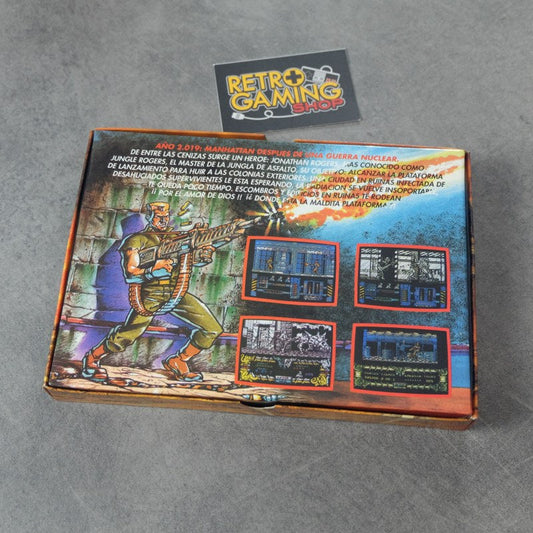 RETRO
GAMING
SHOP
AÑO 2.019: MANHATTAN DESPUES DE UNA GUERRA NUCLEAR.
DE ENTRE LAS CENIZAS SURGE UN HEROE: JONATHAN ROGERS, MAS CONOCIDO COMO
JUNGLE ROGERS, EL MASTER DE LA JUNGLA DE ASFALTO, SU OBJETIVO: ALCANZAR LA PLATAFORMA
DE LANZAMIENTO PARA HUIR A LAS COLONIAS EXTERIORES. UNA CIUDAD EN RUINAS INFECTADA DE
DESAHUCIADOS SUPERVIVIENTES LE ESTA ESPERANDO, LA RADIACION SE VUELVE INSOPORTAB
TE QUEDA POCO TIEMPO, ESCOMBROS Y EDIFICIOS EN RUINAS TE RODEAN
POR EL AMOR DE DIOS !! ¿¿ DONDE ESTA LA MALDITA PLATAFORMA